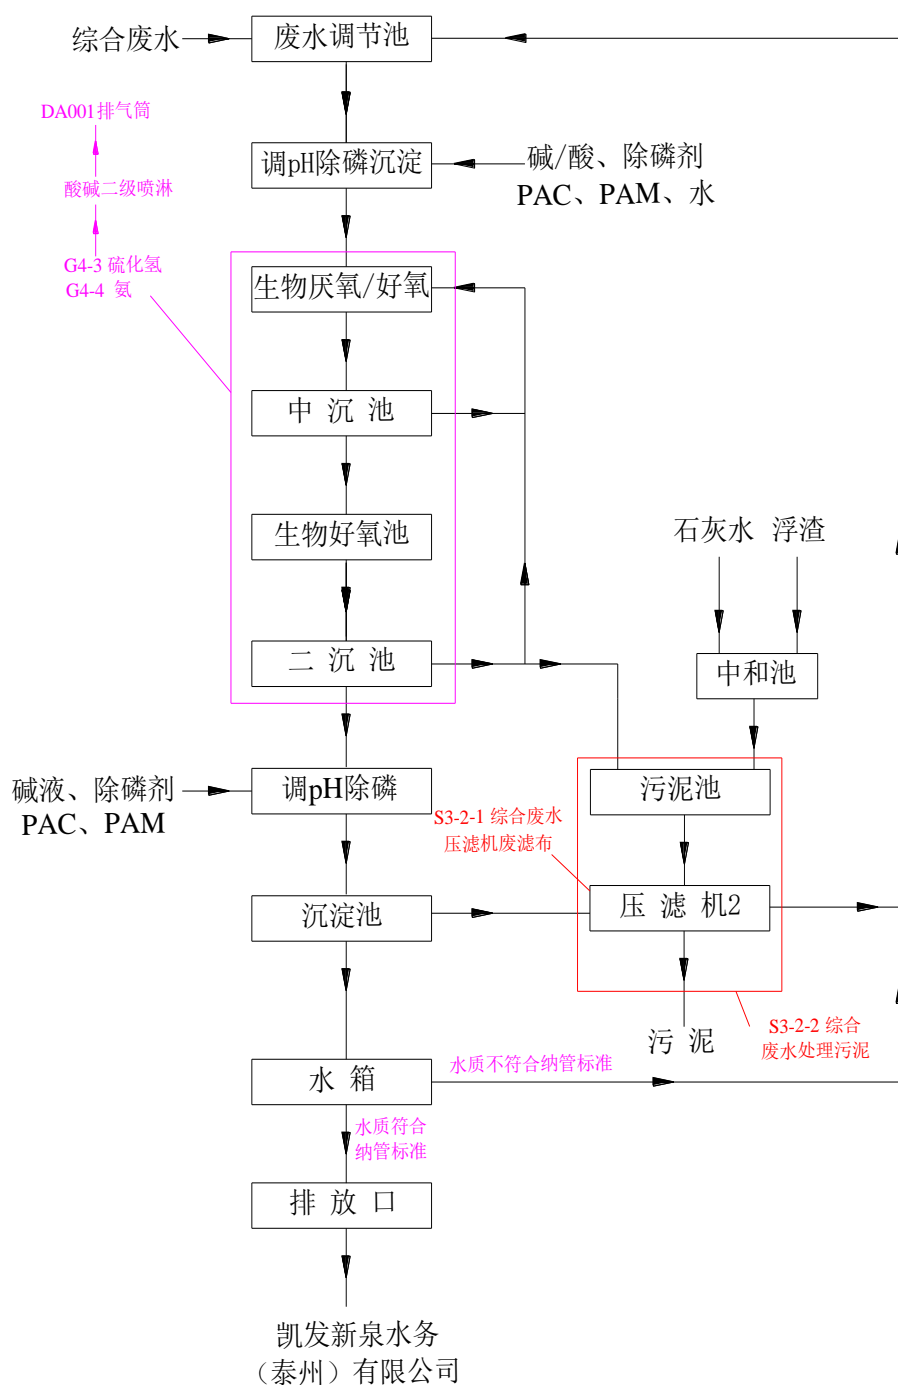 综合废水
废水调节池
DA001排气筒
调pH除磷沉淀
碱/酸、除磷剂
PAC、PAM、水
酸碱二级喷淋
G4-3 硫化氢
G4-4 氨
生物厌氧/好氧
中 沉 池
生物好氧池
石灰水 浮渣
二 沉 池
中和池
碱液、除磷剂
PAC、PAM
调pH除磷
污泥池
S3-2-1 综合废水
压滤机废滤布
沉淀池
压 滤 机2
污 泥
S3-2-2 综合
废水处理污泥
水 箱
水质不符合纳管标准
水质符合
纳管标准
排 放 口
凯发新泉水务
（泰州）有限公司